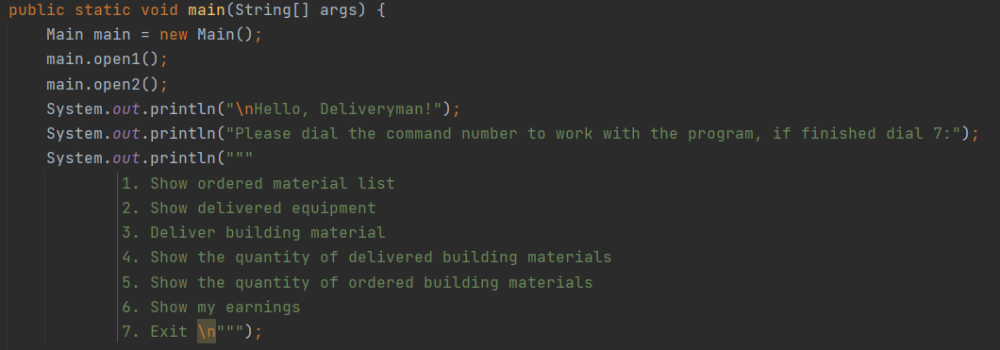 public static void main(String[] args) {
    Main main = new Main();
    main.open1();
    main.open2();
    System.out.println("\nHello, Deliveryman!");
    System.out.println("Please dial the command number to work with the program, if finished dial 7:");
    System.out.println("""
            1. Show ordered material list
            2. Show delivered equipment
            3. Deliver building material
            4. Show the quantity of delivered building materials
            5. Show the quantity of ordered building materials
            6. Show my earnings
            7. Exit \n""");